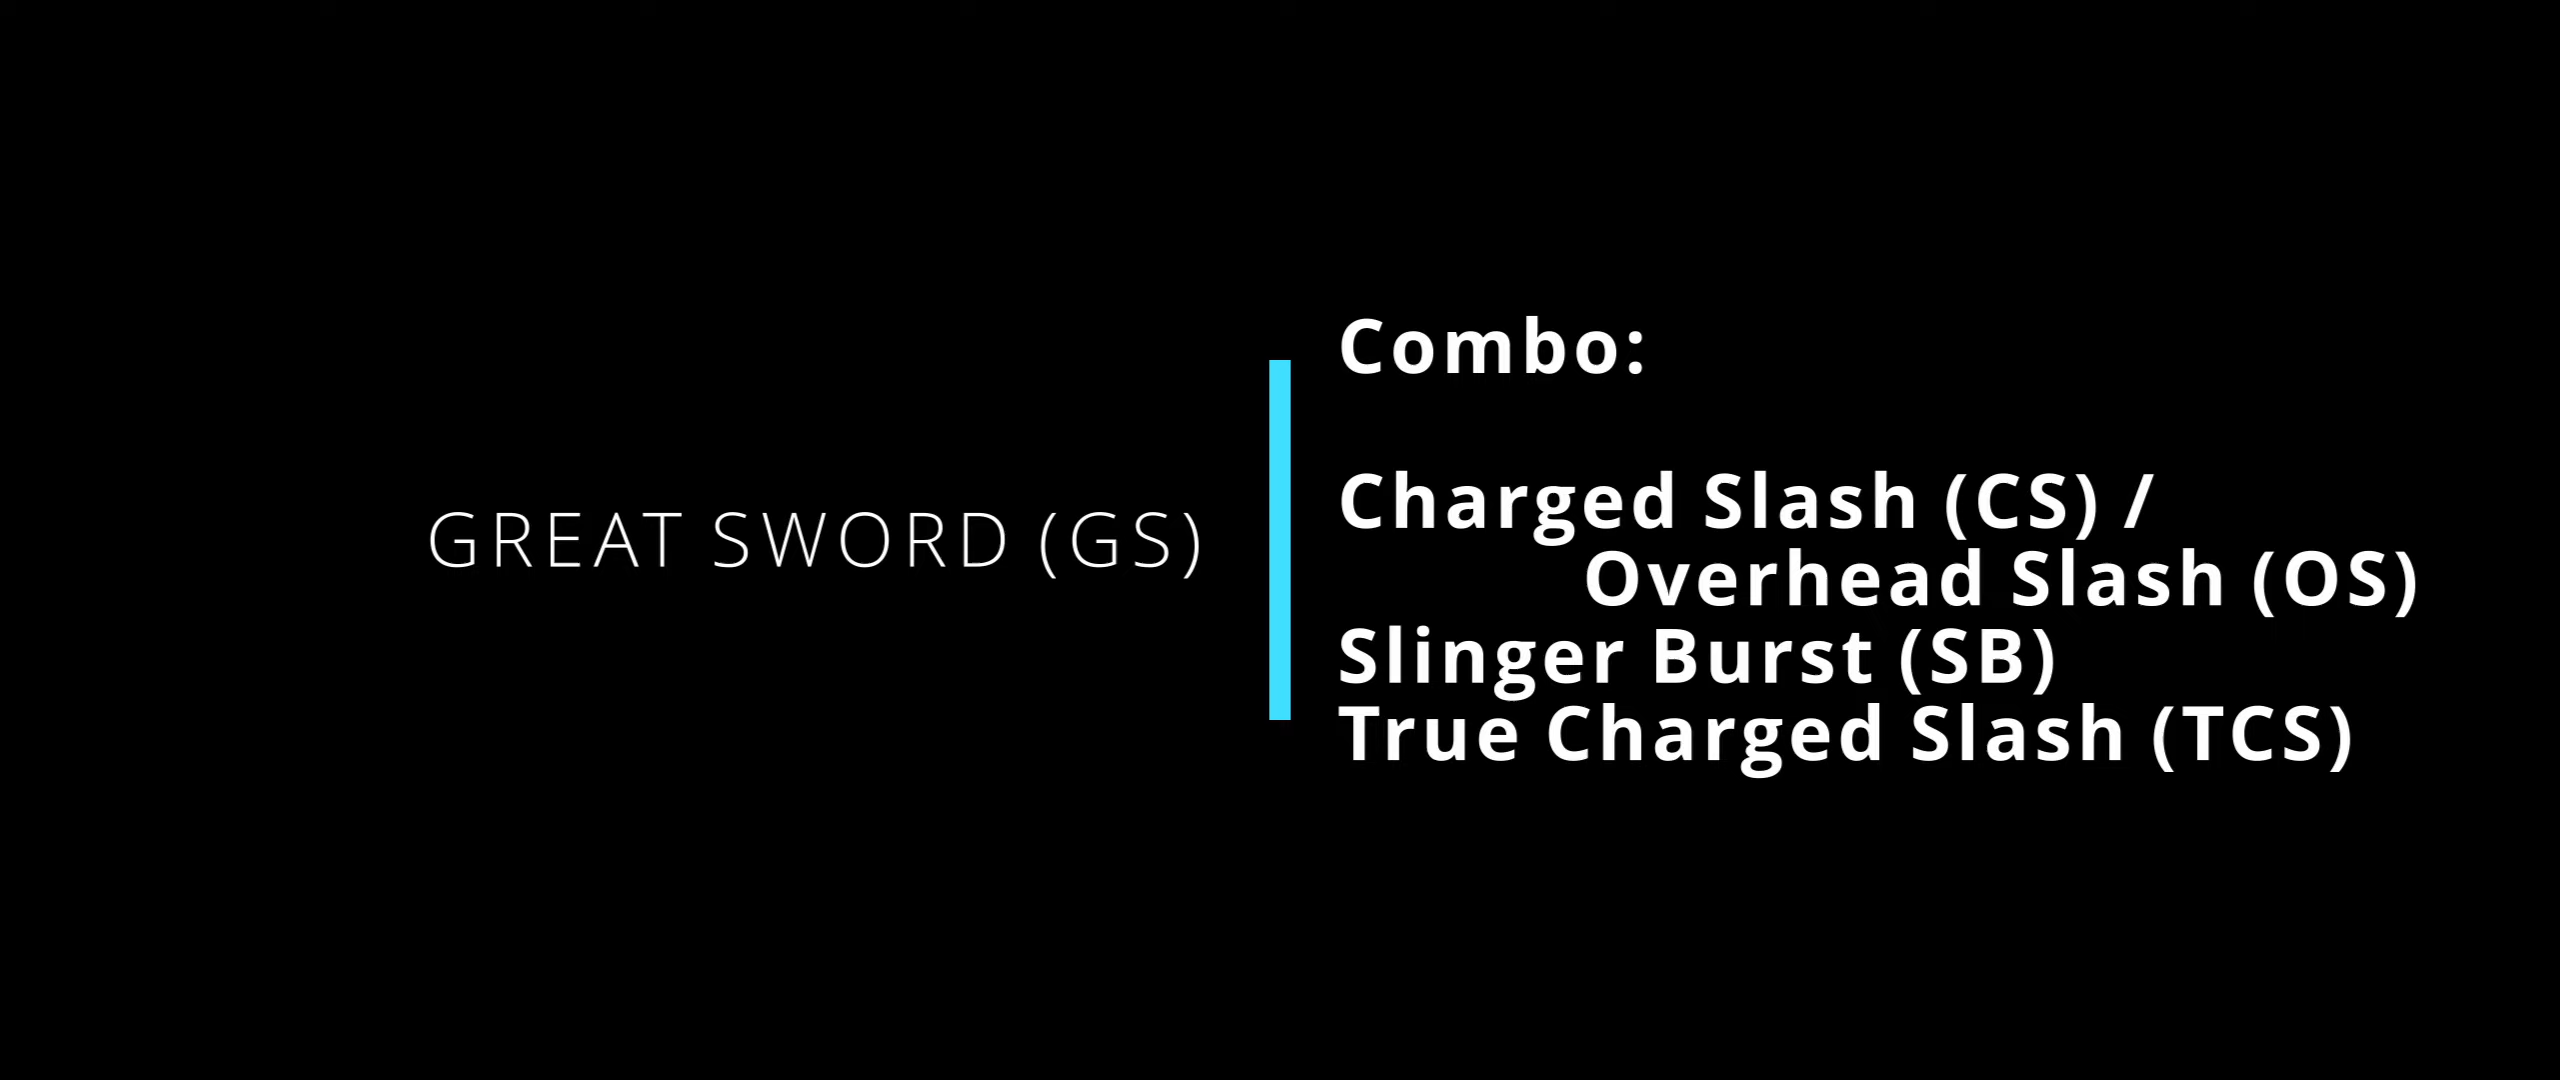 GREAT SWORD (GS)
Combo:
Charged Slash (CS) /
Overhead Slash (OS)
Slinger Burst (SB)
True Charged Slash (TCS)